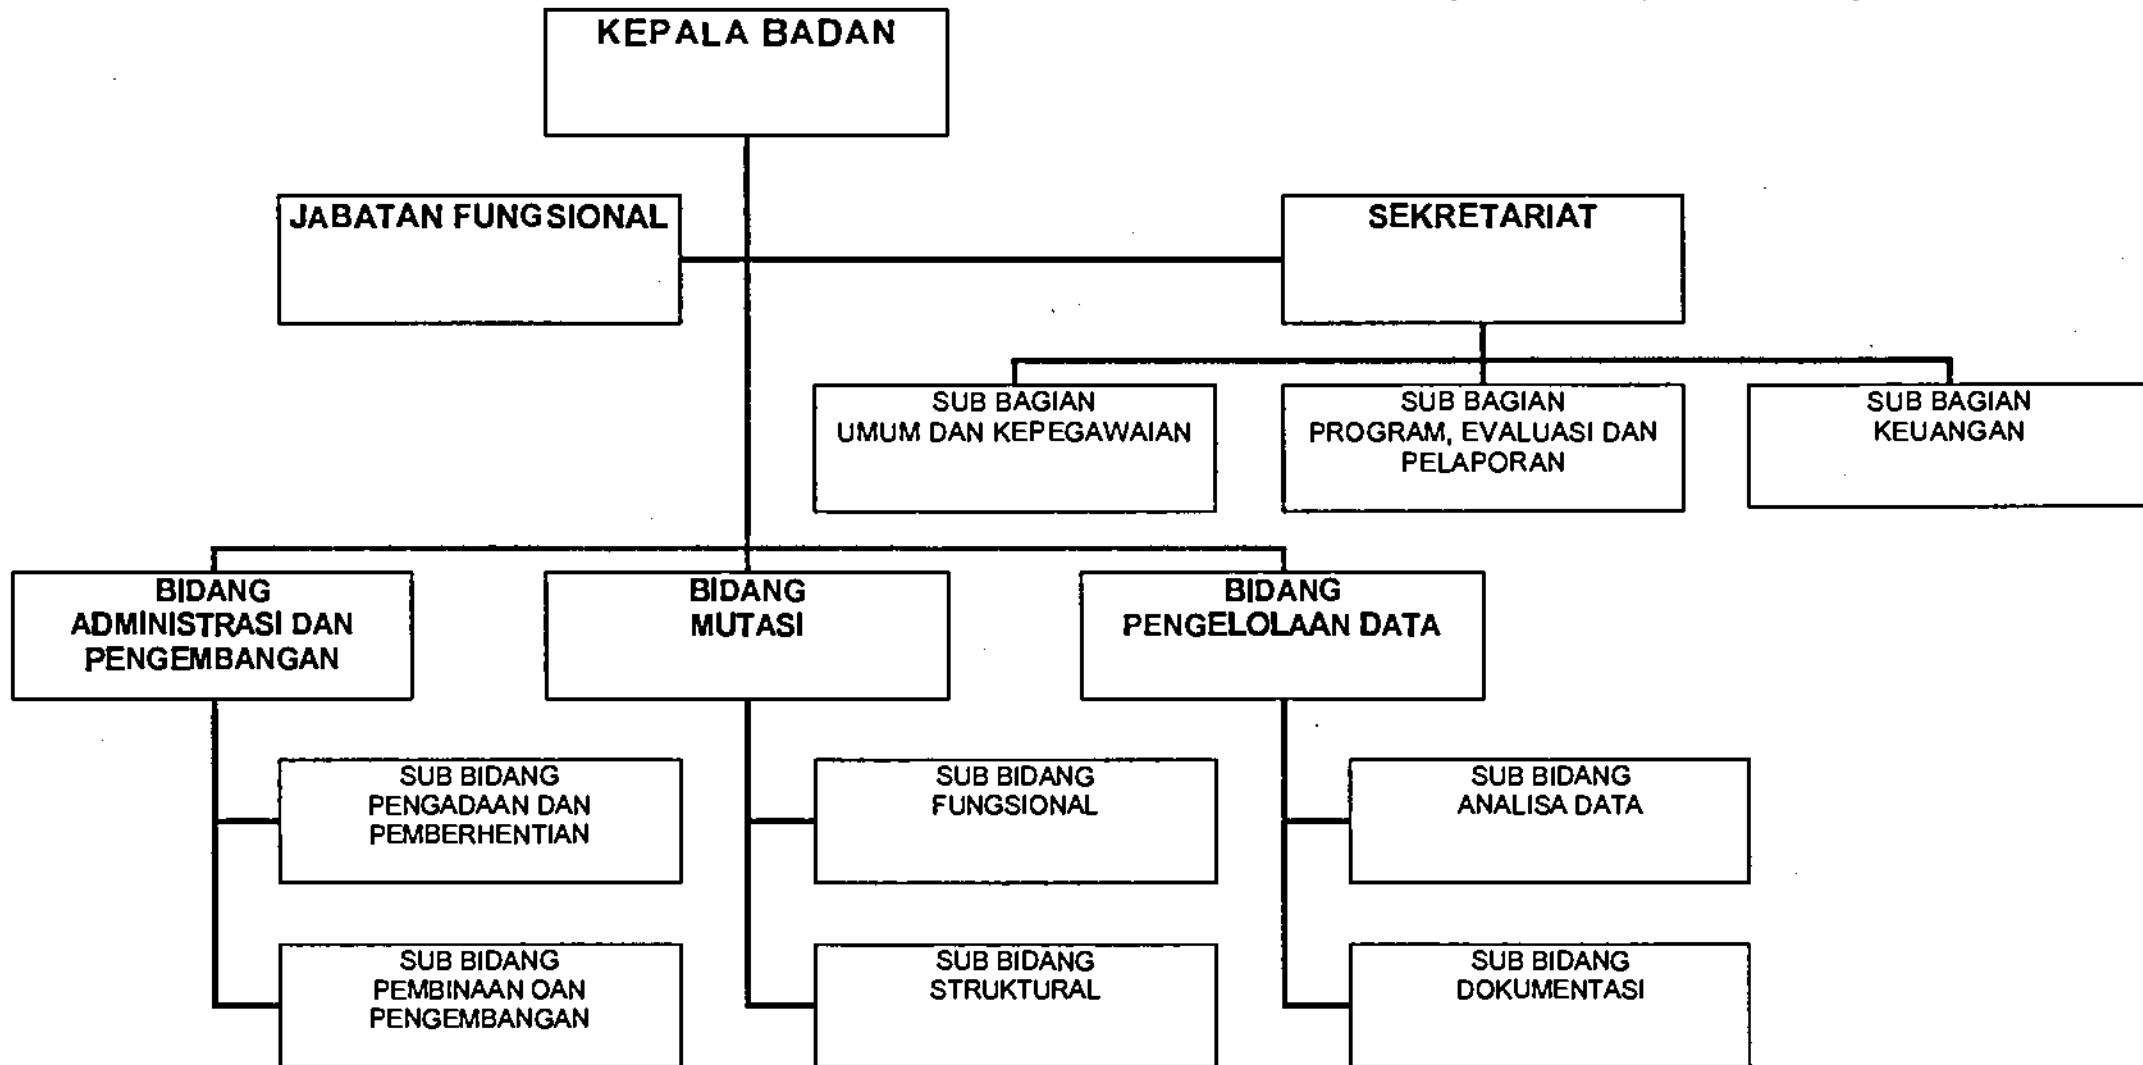 KEPALA BADAN
JABATAN FUNGSIONAL
SEKRETARIAT
SUB BAGIAN
UMUM DAN KEPEGAWAIAN
SUB BAGIAN
PROGRAM, EVALUASI DAN
PELAPORAN
SUB BAGIAN
KEUANGAN
BIDANG
ADMINISTRASI DAN
PENGEMBANGAN
BIDANG
MUTASI
BIDANG
PENGELOLAAN DATA
SUB BIDANG
PENGADAAN DAN
PEMBERHENTIAN
SUB BIDANG
FUNGSIONAL
SUB BIDANG
ANALISA DATA
SUB BIDANG
PEMBINAAN OAN
PENGEMBANGAN
SUB BIDANG
STRUKTURAL
SUB BIDANG
DOKUMENTASI